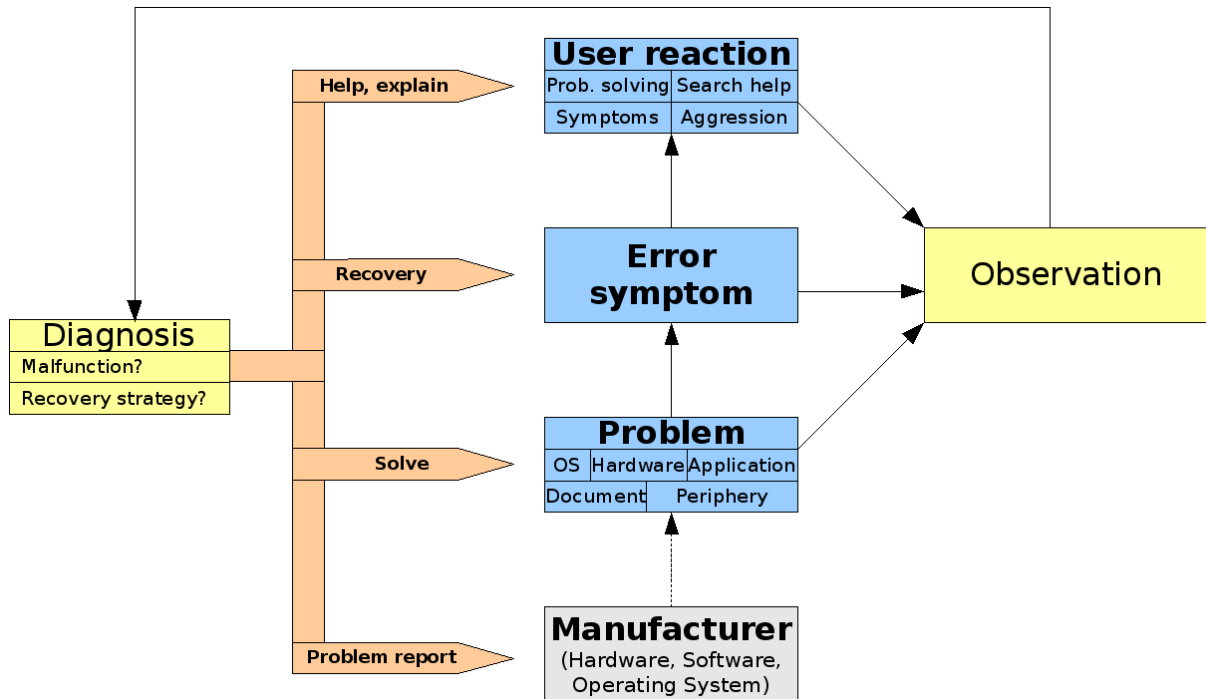 User reaction
Help, explain
Prob. solving Search help
Symptoms Aggression
Recovery
Error
symptom
Observation
Diagnosis
Malfunction?
Recovery strategy?
Problem
Solve
OS Hardware Application
Document Periphery
Manufacturer
Problem report
(Hardware, Software,
Operating System)